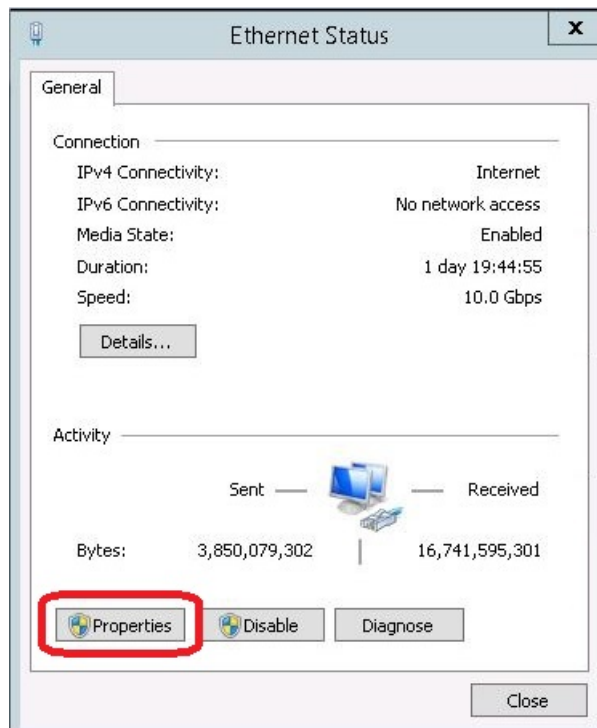 Ethernet Status
x
General
Connection
IPv4 Connectivity: Internet
IPv6 Connectivity: No network access
Media State: Enabled
Duration: 1 day 19:44:55
Speed: 10.0 Gbps
Details...
Activity
Sent Received
Bytes: 3,850,079,302 16,741,595,301
Properties Disable Diagnose
Close